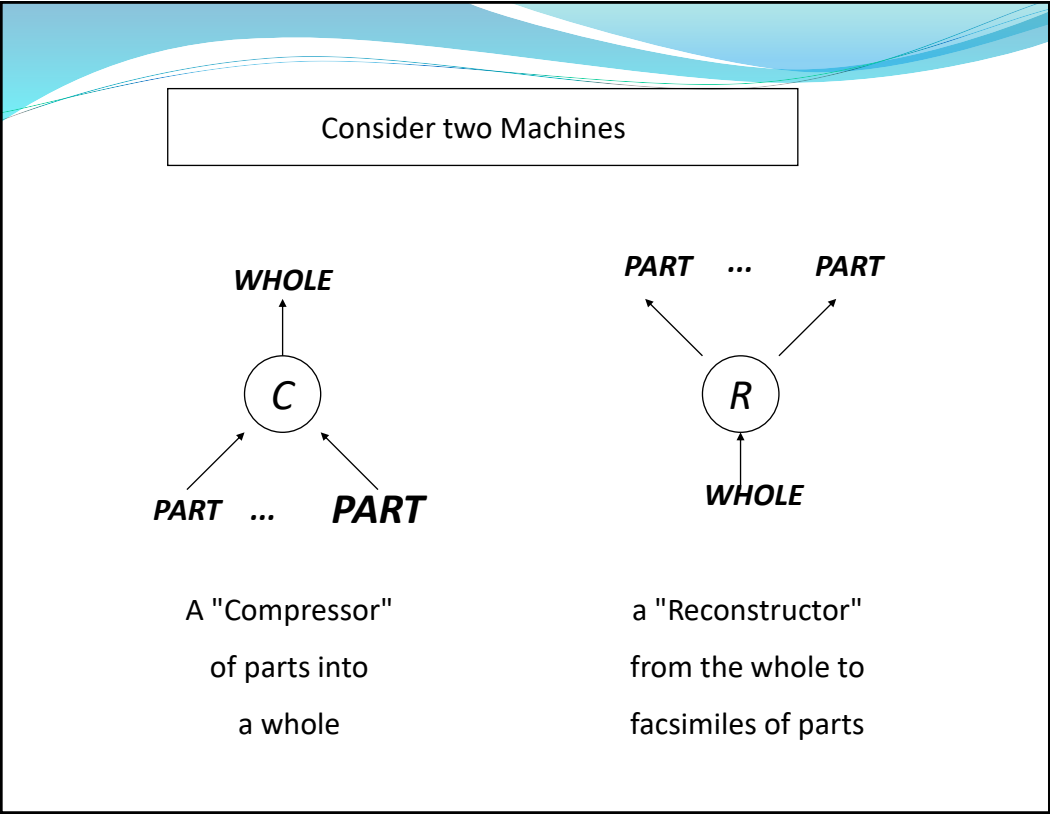 Consider two Machines
WHOLE
C
PART ... PART
A "Compressor"
of parts into
a whole
PART ... PART
R
WHOLE
a "Reconstructor"
from the whole to
facsimiles of parts